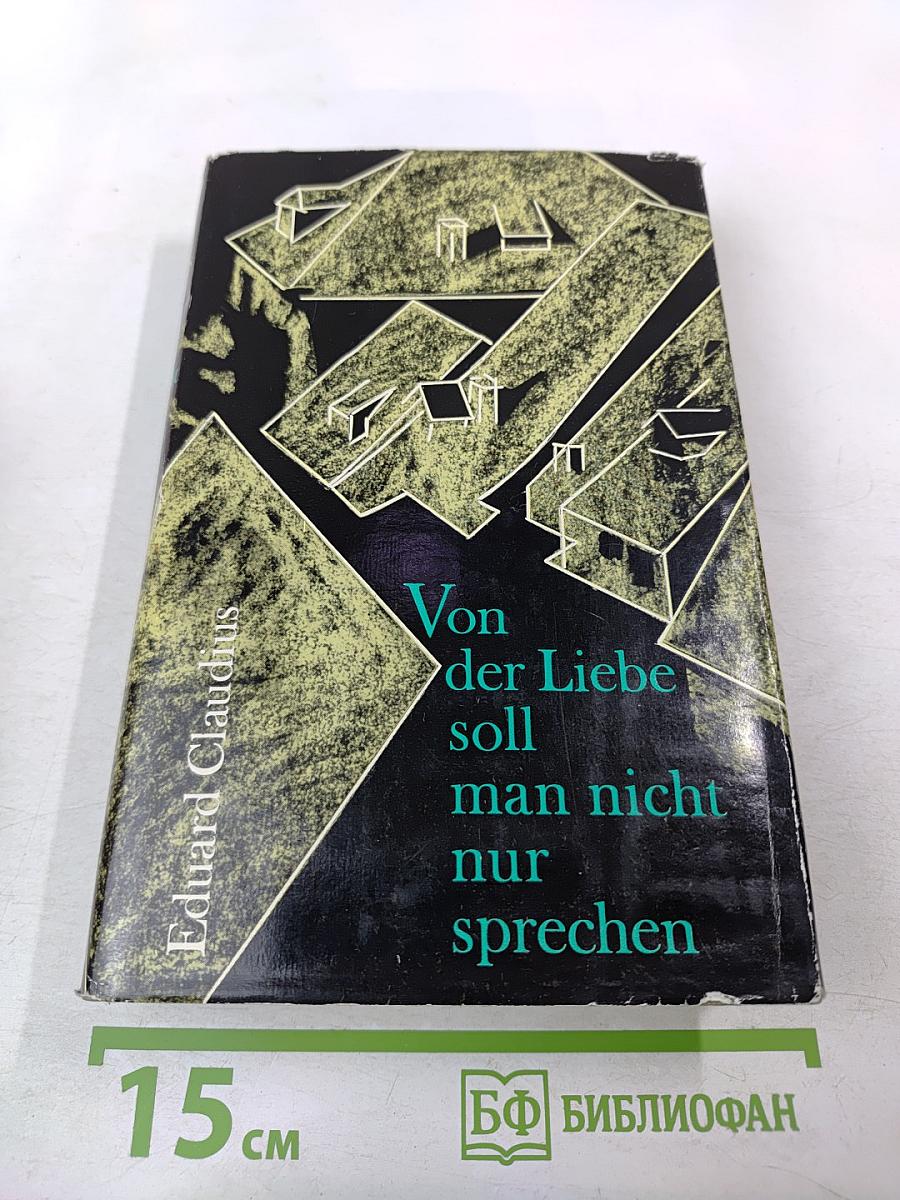 Eduard Claudius
Von
der Liebe
soll
man nicht
nur
sprechen
15 см
БФ БИБЛИОФАН